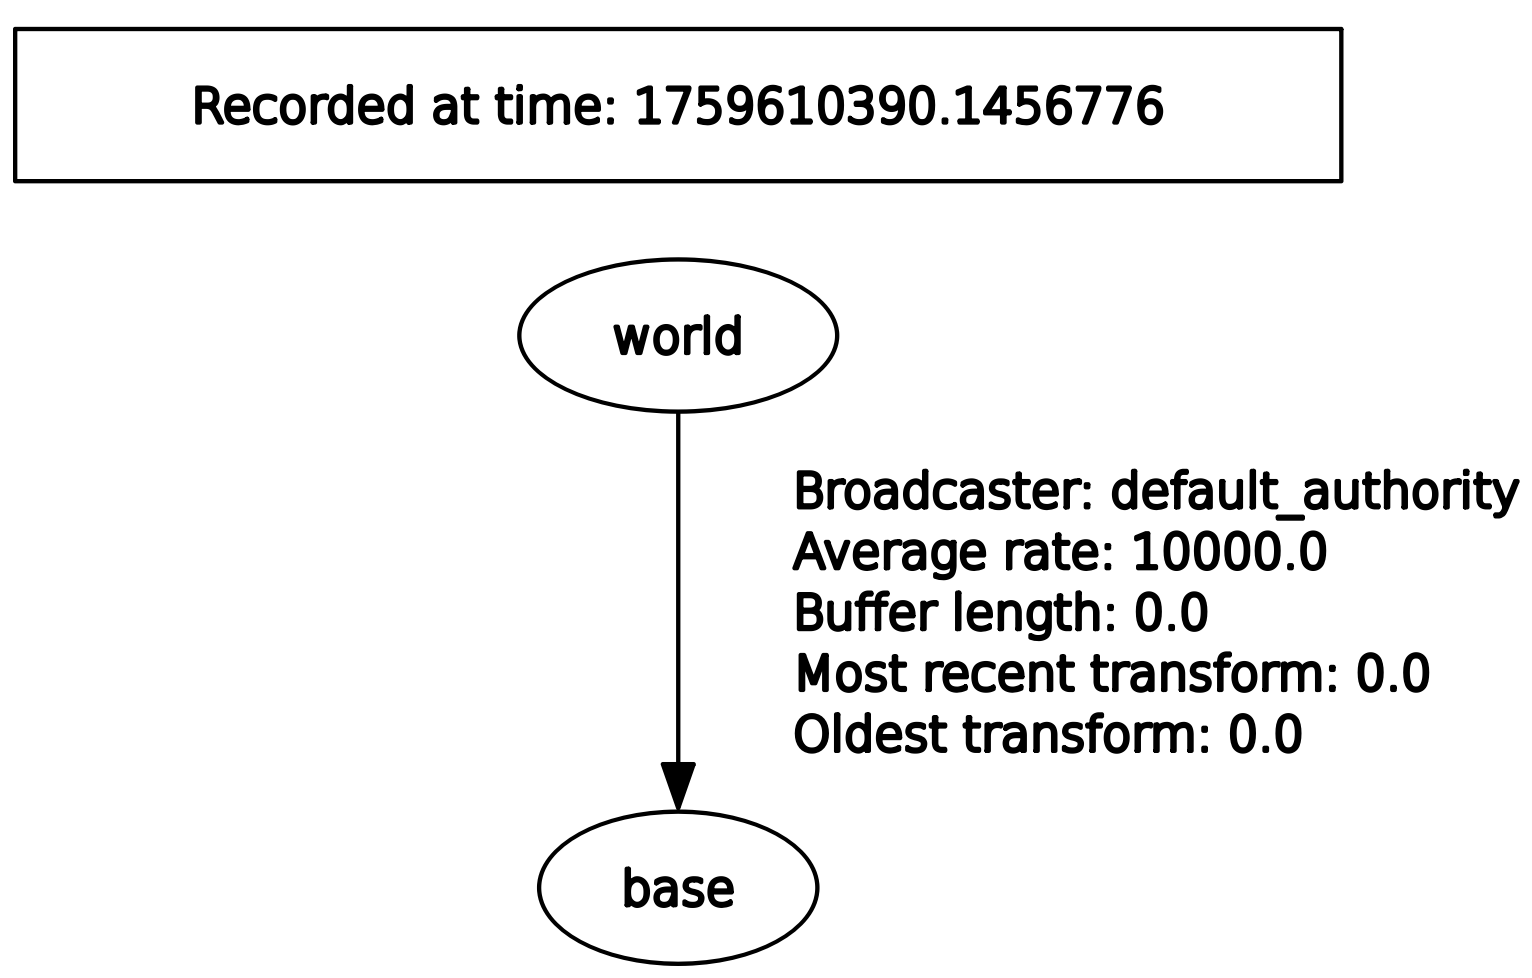 Recorded at time: 1759610390.1456776
world
Broadcaster: default_authority
Average rate: 10000.0
Buffer length: 0.0
Most recent transform: 0.0
Oldest transform: 0.0
base